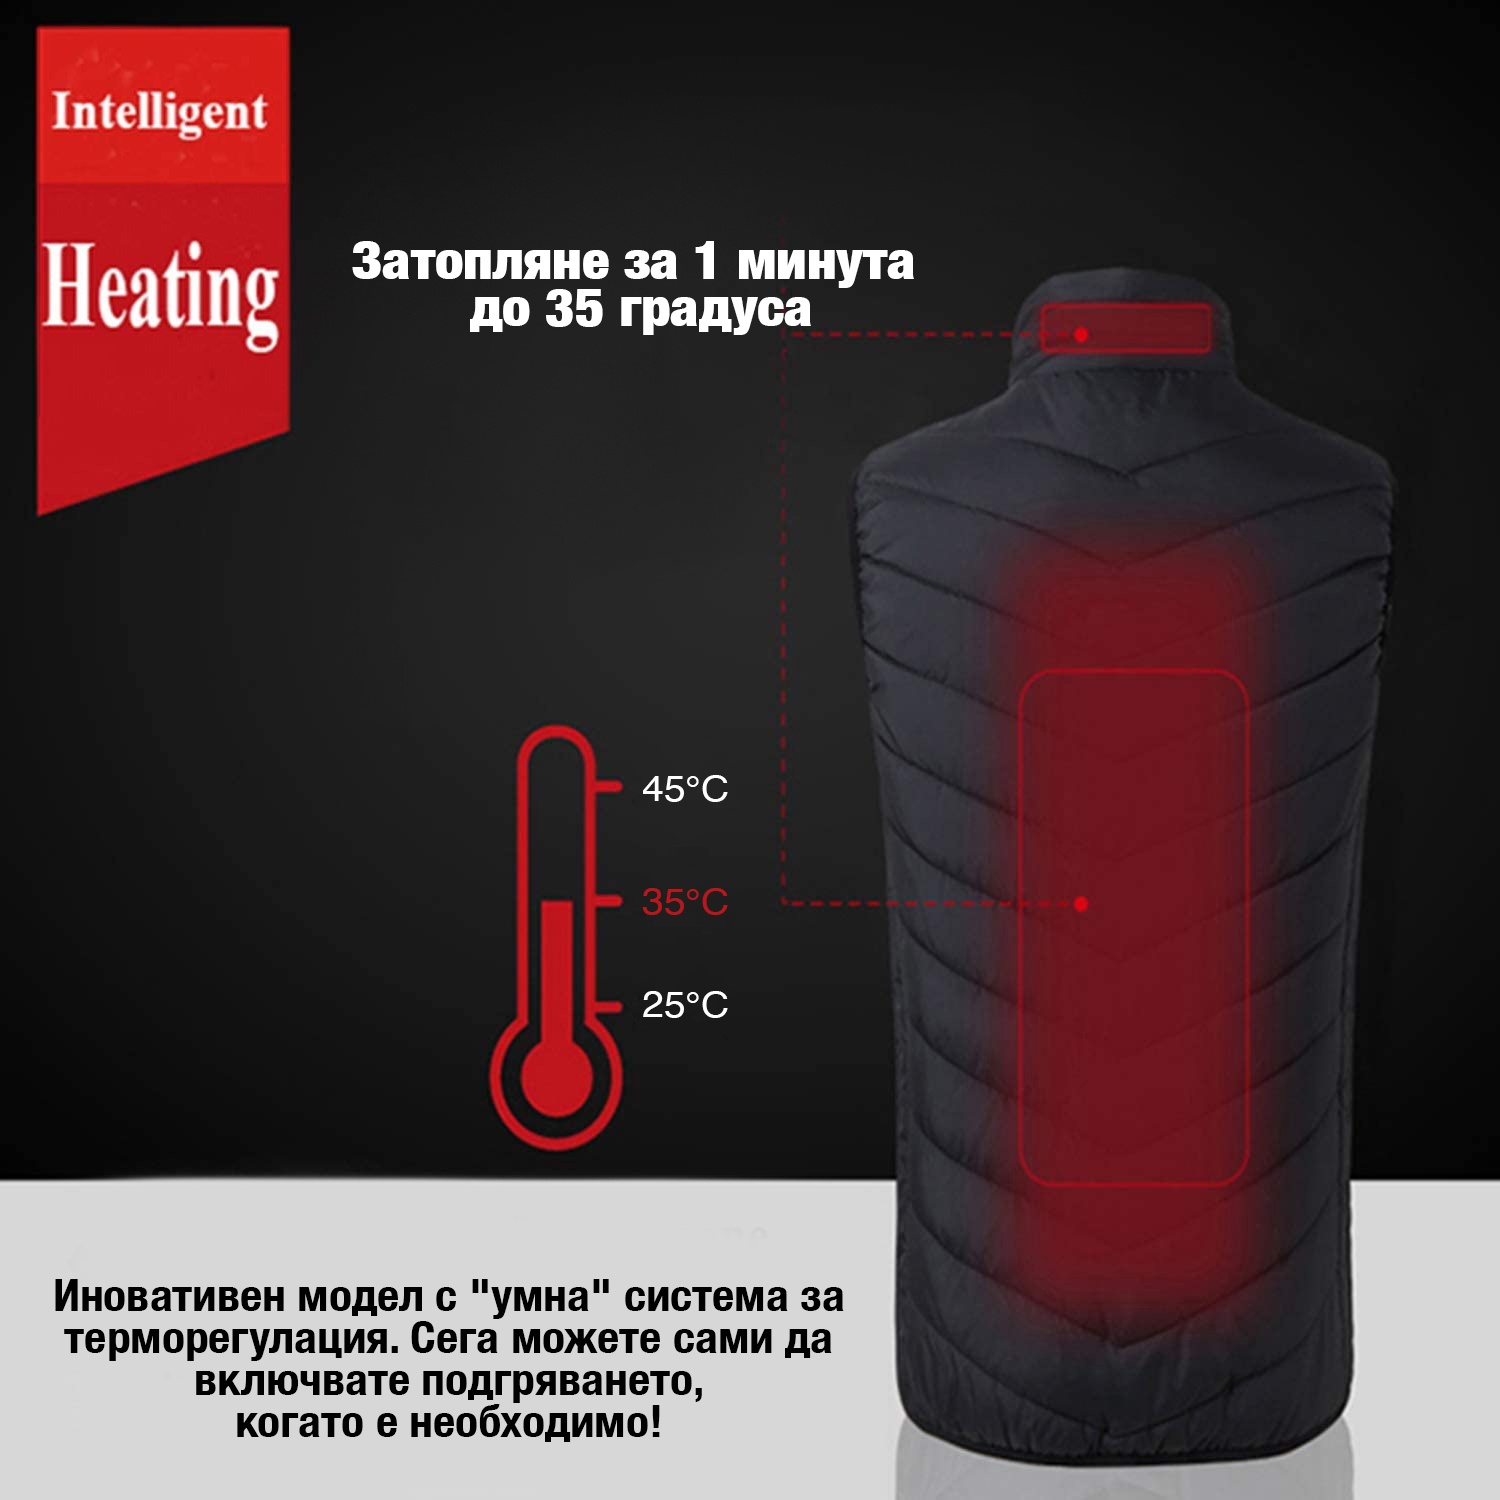 Intelligent
Heating
Затопляне за 1 минута
до 35 градуса
45°C
35°C
25°C
Иновативен модел с "умна" система за
терморегулация. Сега можете сами да
включвате подгряването,
когато е необходимо!